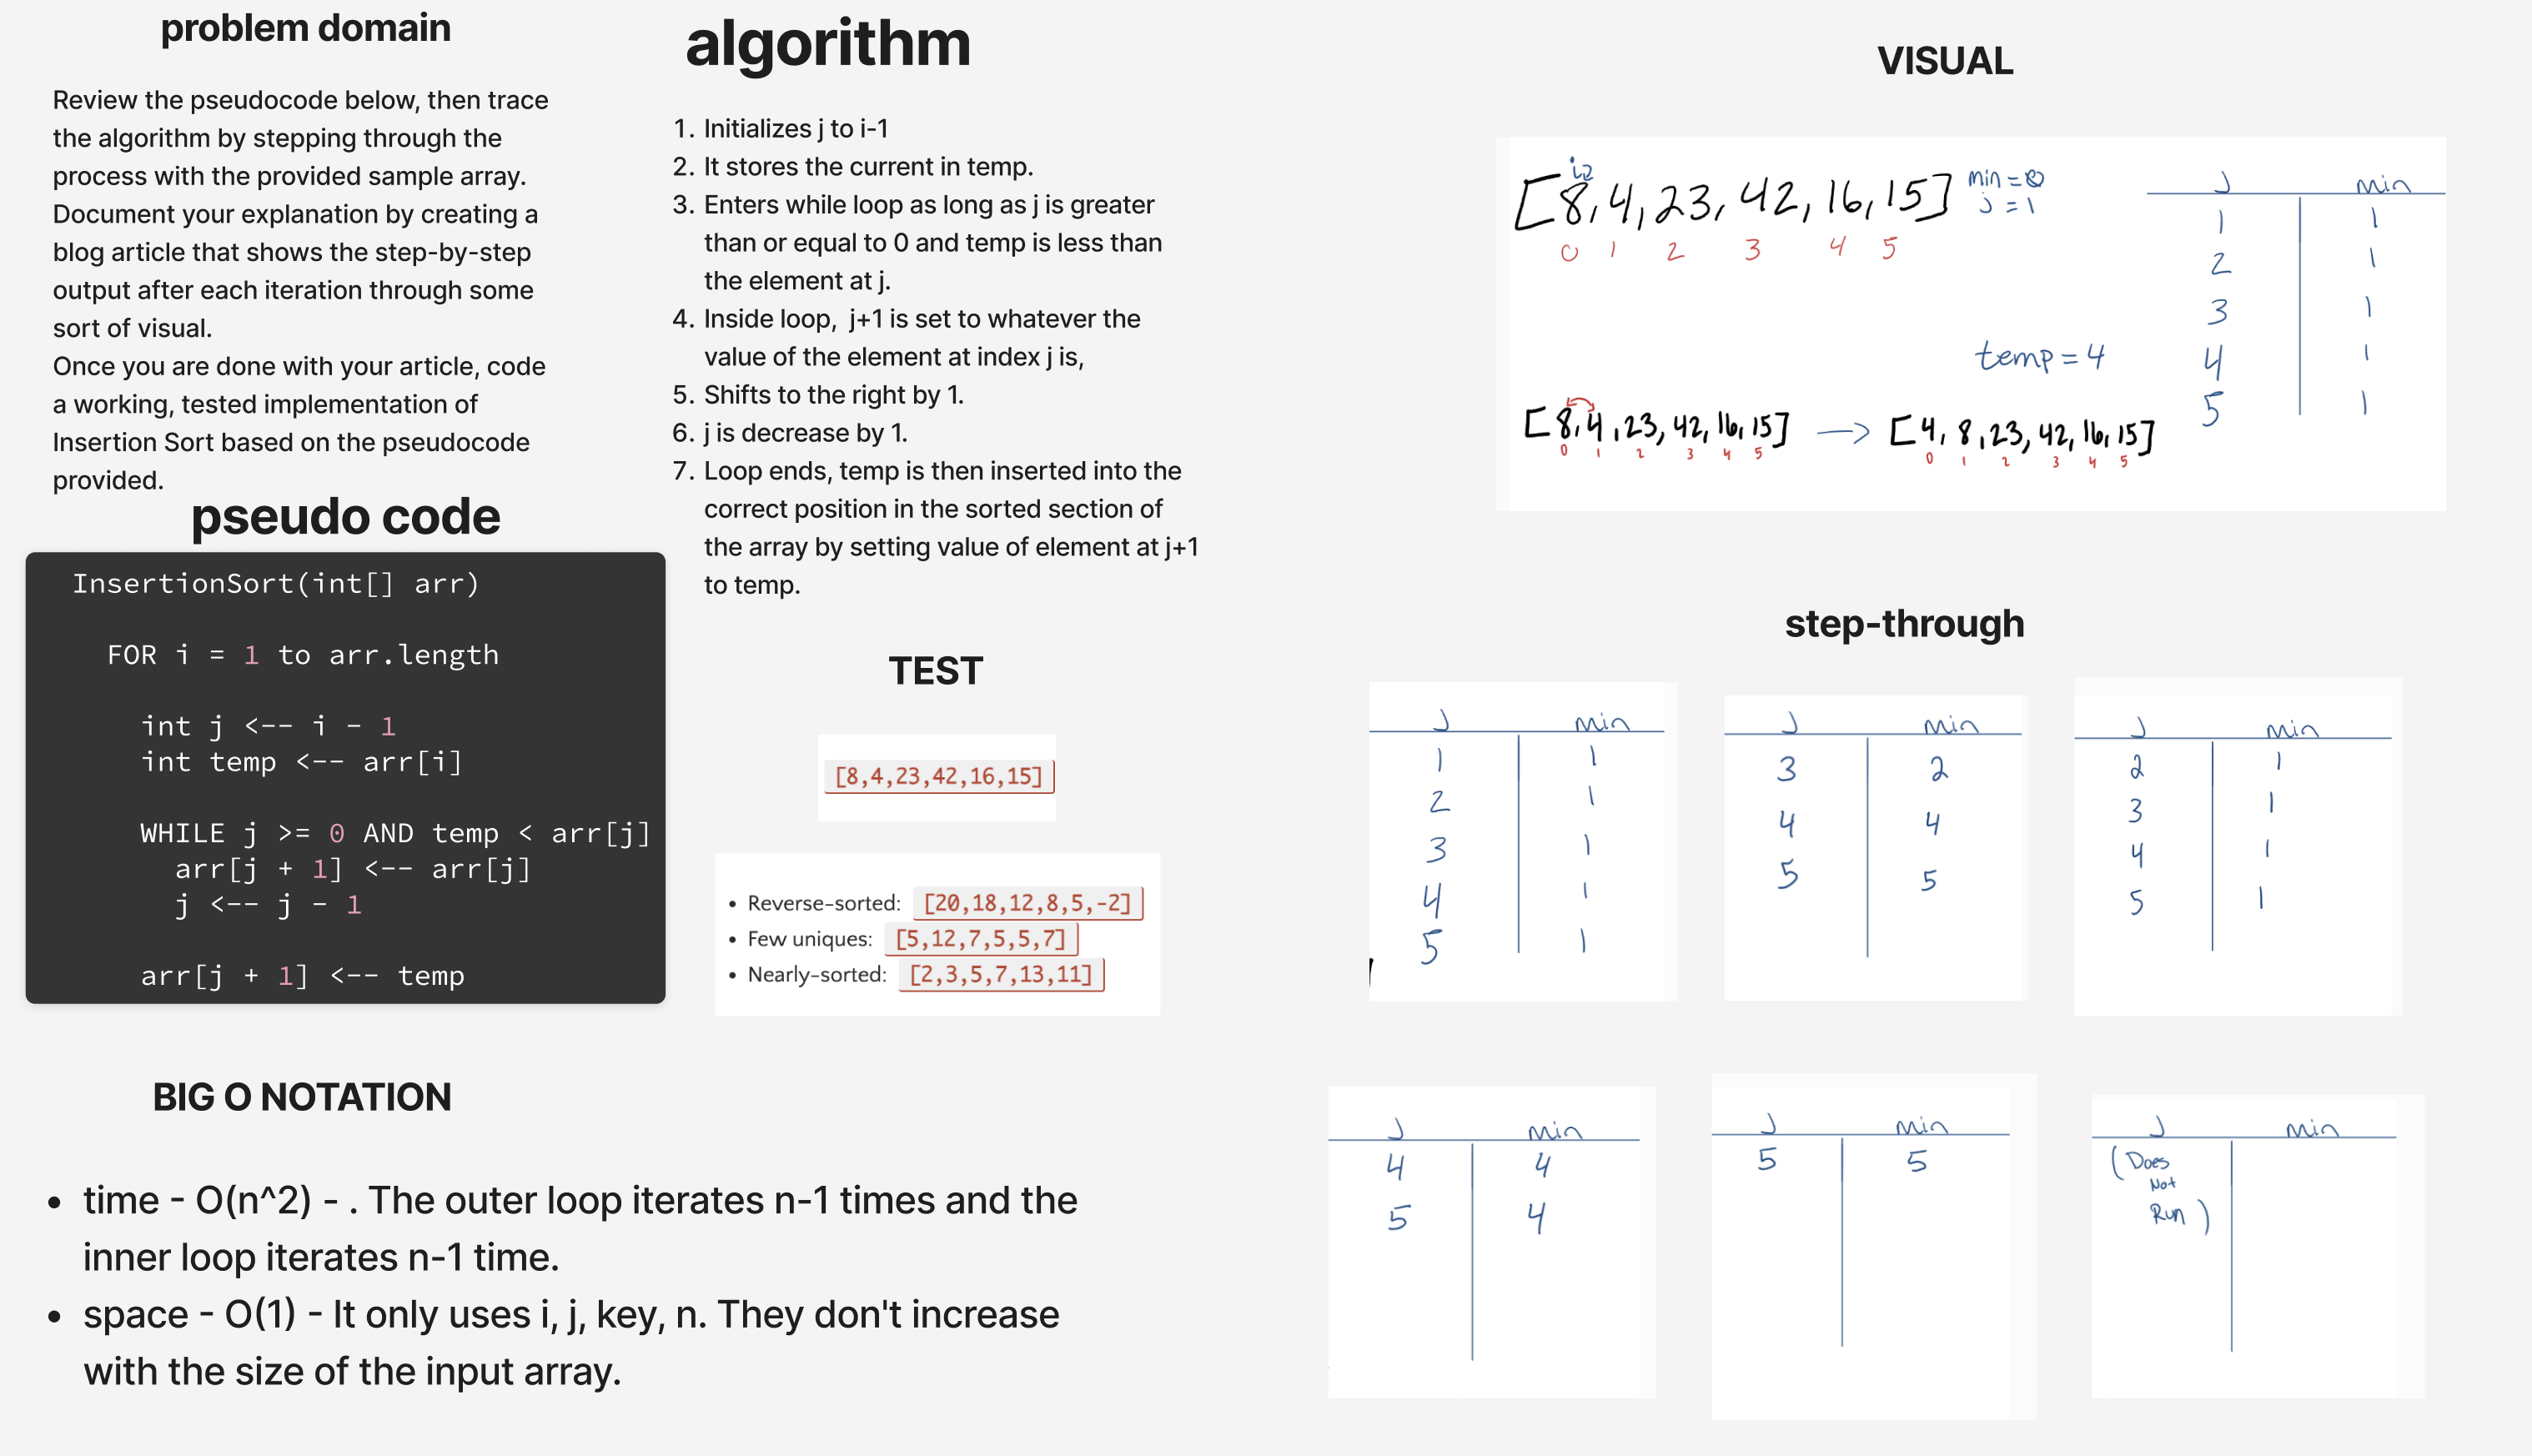 problem domain
Review the pseudocode below, then trace
the algorithm by stepping through the
process with the provided sample array.
Document your explanation by creating a
blog article that shows the step-by-step
output after each iteration through some
sort of visual.
Once you are done with your article, code
a working, tested implementation of
Insertion Sort based on the pseudocode
provided.
pseudo code
InsertionSort(int[] arr)
FOR i = 1 to arr.length
int j <-- i - 1
int temp <-- arr[i]
WHILE j >= 0 AND temp < arr[j]
arr[j + 1] <-- arr[j]
j <-- j - 1
arr[j + 1] <-- temp
BIG O NOTATION
• time - O(n^2) - . The outer loop iterates n-1 times and the
inner loop iterates n-1 time.
• space - O(1) - It only uses i, j, key, n. They don't increase
with the size of the input array.
algorithm
1. Initializes j to i-1
2. It stores the current in temp.
3. Enters while loop as long as j is greater
than or equal to 0 and temp is less than
the element at j.
4. Inside loop,  j+1 is set to whatever the
value of the element at index j is,
5. Shifts to the right by 1.
6. j is decrease by 1.
7. Loop ends, temp is then inserted into the
correct position in the sorted section of
the array by setting value of element at j+1
to temp.
TEST
[8,4,23,42,16,15]
• Reverse-sorted: [20,18,12,8,5,-2]
• Few uniques: [5,12,7,5,5,7]
• Nearly-sorted: [2,3,5,7,13,11]
VISUAL
[8,4,23,42,16,15]
0 1 2 3 4 5
min =
j = 1
J min
1 1
2 1
3 1
4 1
5 1
temp = 4
[8,4,23,42,16,15] → [4,8,23,42,16,15]
0 1 2 3 4 5 0 1 2 3 4 5
step-through
J min
1 1
2 1
3 1
4 1
5 1
J min
3 2
4 4
5 5
J min
2 1
3 1
4 1
5 1
J min
4 4
5 4
J min
5 5
J min
(Does
Not
Run)